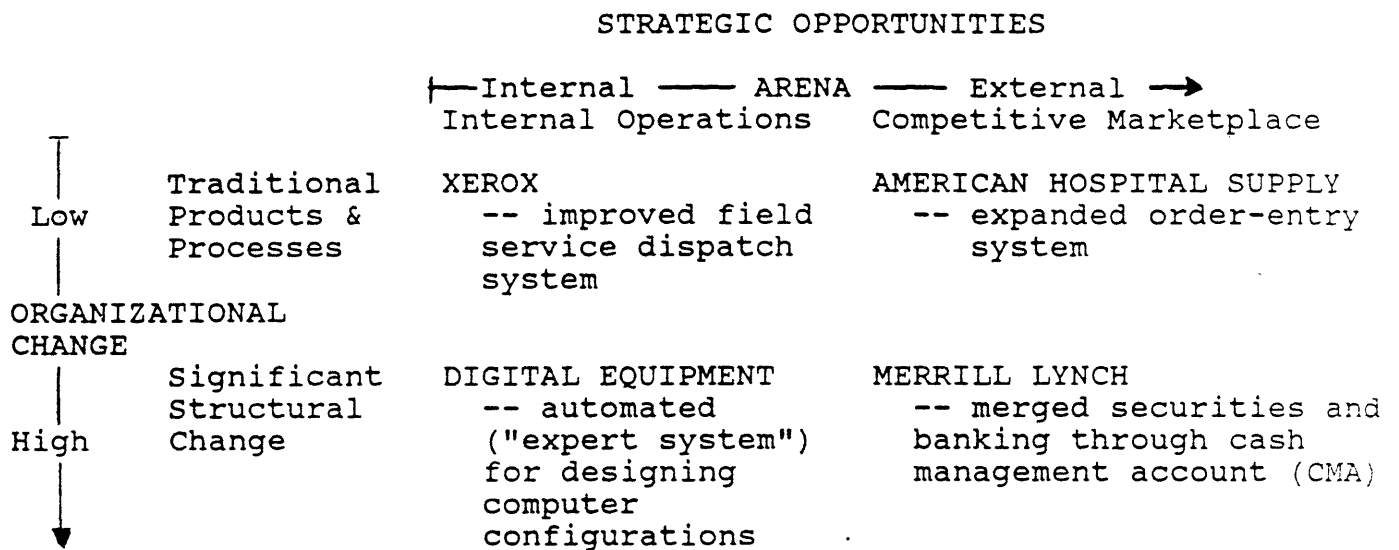 STRATEGIC OPPORTUNITIES
Internal — ARENA — External
Internal Operations Competitive Marketplace
Traditional XEROX AMERICAN HOSPITAL SUPPLY
Low Products & -- improved field -- expanded order-entry
Processes service dispatch system
system
ORGANIZATIONAL
CHANGE
Significant DIGITAL EQUIPMENT MERRILL LYNCH
Structural -- automated -- merged securities and
High Change ("expert system") banking through cash
for designing management account (CMA)
computer
configurations